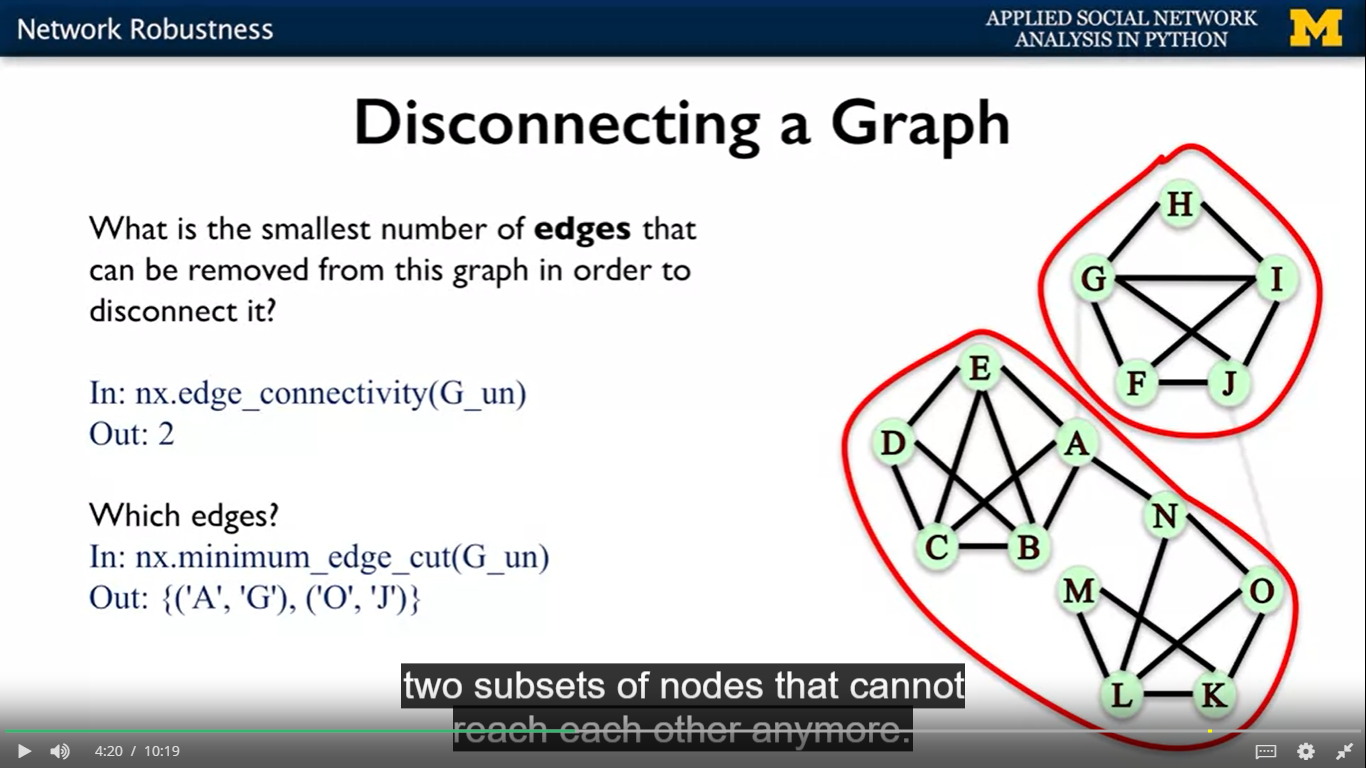 Network Robustness
APPLIED SOCIAL NETWORK
ANALYSIS IN PYTHON
M
Disconnecting a Graph
What is the smallest number of edges that
can be removed from this graph in order to
disconnect it?
In: nx.edge_connectivity(G_un)
Out: 2
Which edges?
In: nx.minimum_edge_cut(G_un)
Out: {('A', 'G'), ('O', 'J')}
H
G
I
F
J
E
D
A
C
B
N
M
O
L
K
two subsets of nodes that cannot
reach each other anymore.
4:20 / 10:19